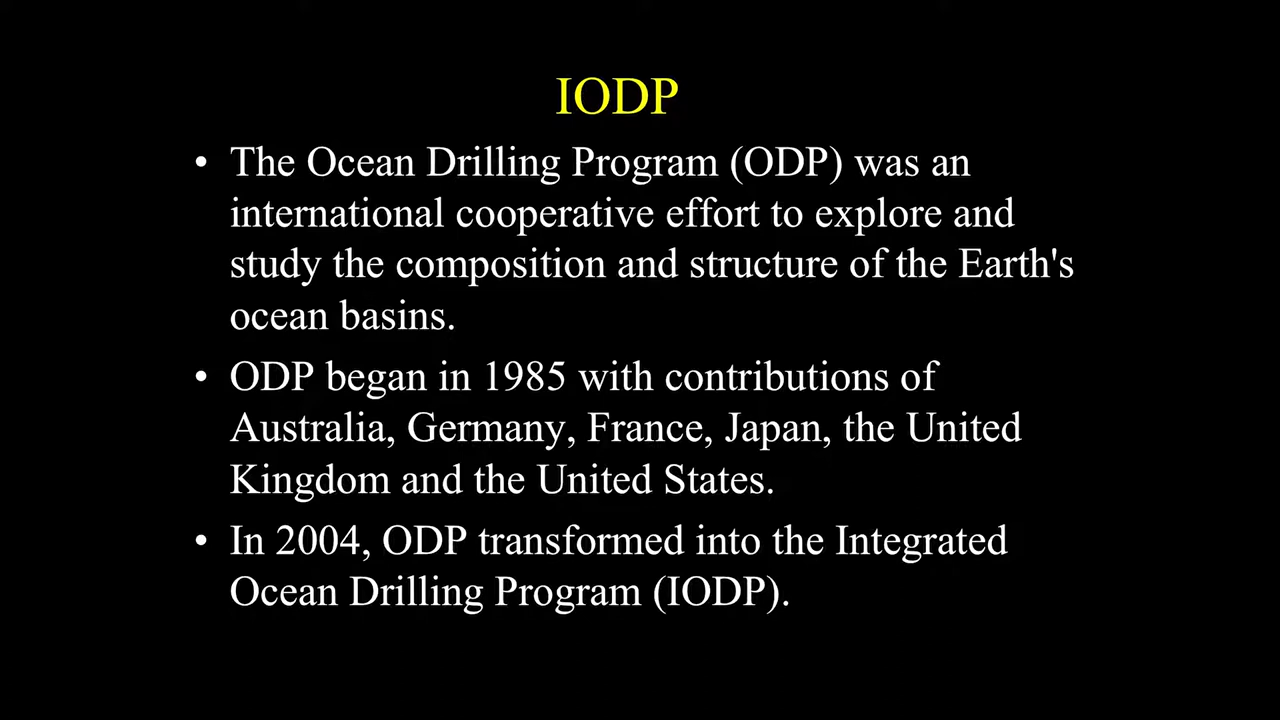 IODP
• The Ocean Drilling Program (ODP) was an
international cooperative effort to explore and
study the composition and structure of the Earth's
ocean basins.
• ODP began in 1985 with contributions of
Australia, Germany, France, Japan, the United
Kingdom and the United States.
• In 2004, ODP transformed into the Integrated
Ocean Drilling Program (IODP).